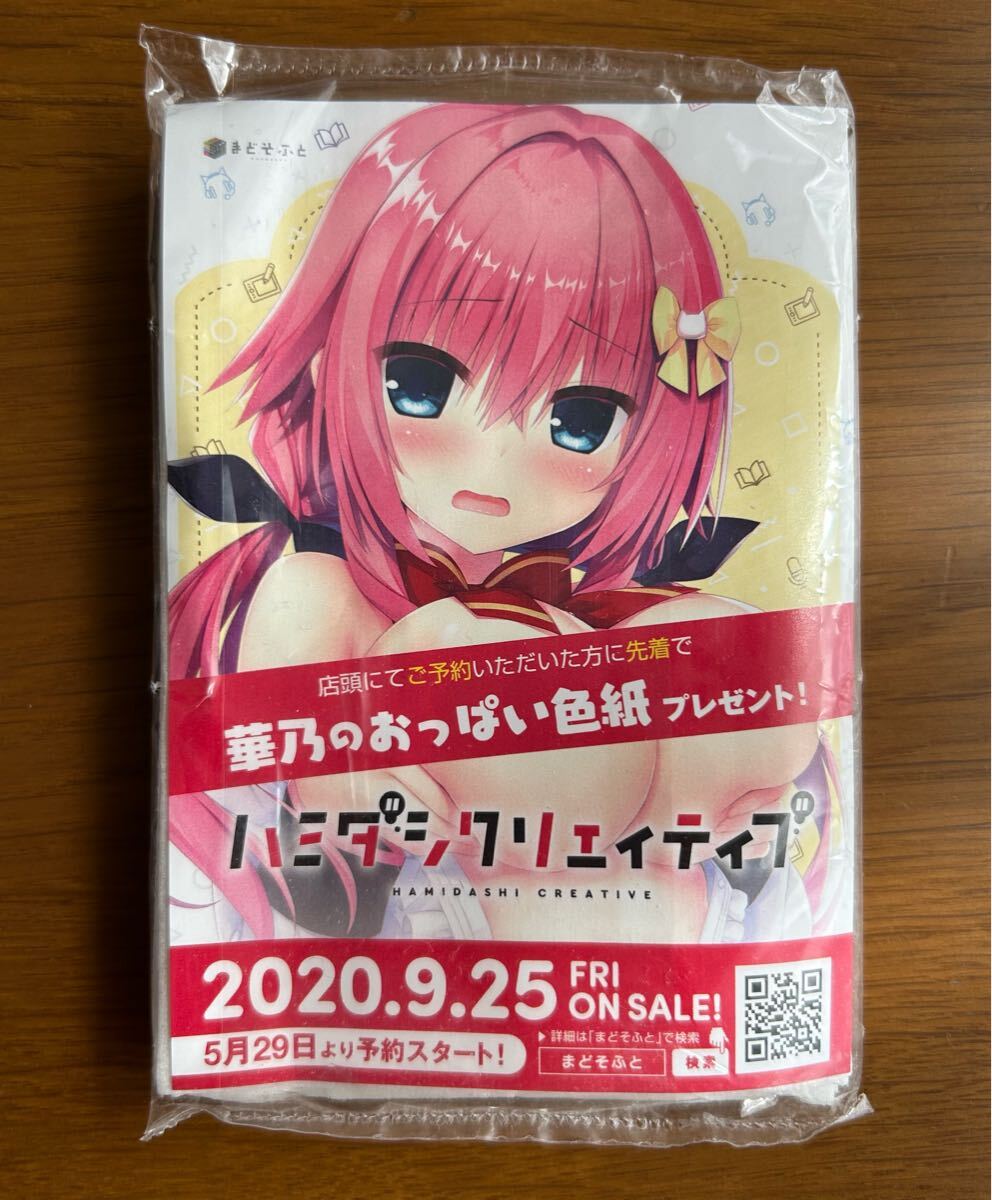 まどそふと
店頭にてご予約いただいた方に先着で
華乃のおっぱい色紙 プレゼント!
ハミダシクリエイティブ
HAMIDASHI CREATIVE
2020.9.25 FRI ON SALE!
5月29日より予約スタート!
▶詳細は「まどそふと」で検索
まどそふと 検索